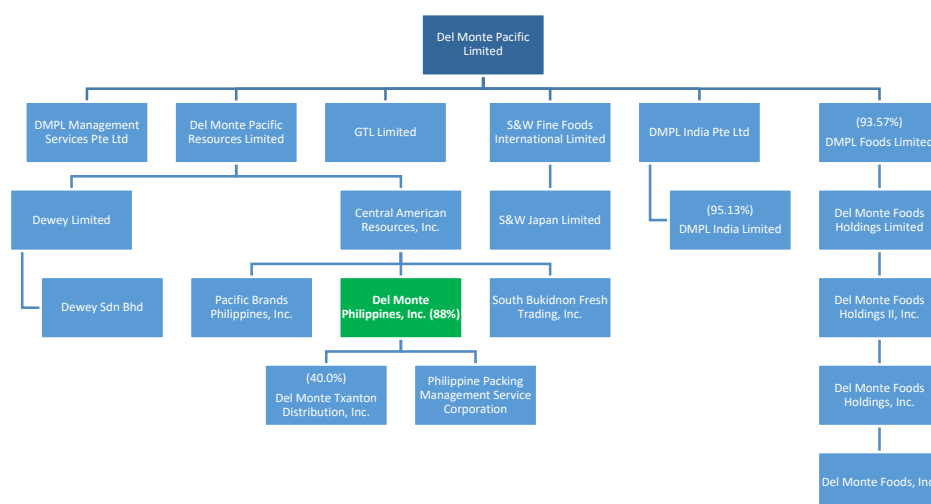 Del Monte Pacific
Limited
DMPL Management
Services Pte Ltd
Del Monte Pacific
Resources Limited
GTL Limited
S&W Fine Foods
International Limited
DMPL India Pte Ltd
(93.57%)
DMPL Foods Limited
Dewey Limited
Central American
Resources, Inc.
S&W Japan Limited
(95.13%)
DMPL India Limited
Del Monte Foods
Holdings Limited
Dewey Sdn Bhd
Pacific Brands
Philippines, Inc.
Del Monte
Philippines, Inc. (88%)
South Bukidnon Fresh
Trading, Inc.
Del Monte Foods
Holdings II, Inc.
(40.0%)
Del Monte Txanton
Distribution, Inc.
Philippine Packing
Management Service
Corporation
Del Monte Foods
Holdings, Inc.
Del Monte Foods, Inc